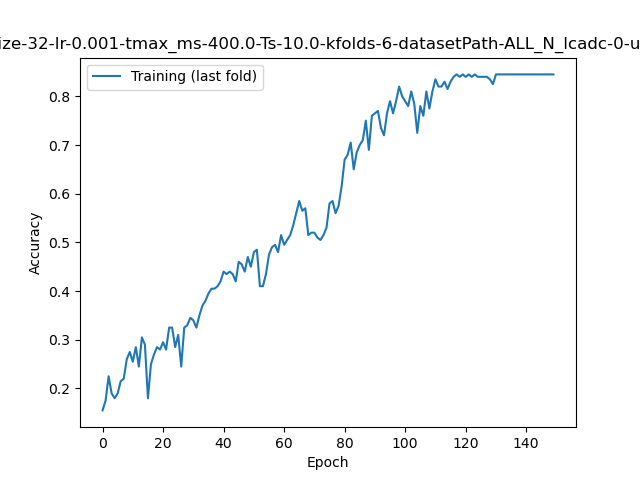 ize-32-lr-0.001-tmax_ms-400.0-Ts-10.0-kfolds-6-datasetPath-ALL_N_lcadc-0-u
Training (last fold)
0.8
0.7
0.6
0.5
0.4
0.3
0.2
Accuracy
0 20 40 60 80 100 120 140
Epoch